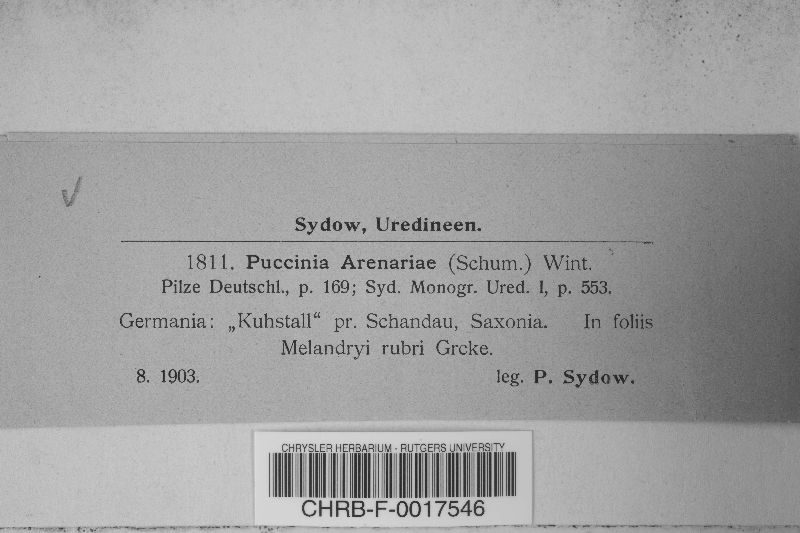 Sydow, Uredineen.
1811. Puccinia Arenariae (Schum.) Wint.
Pilze Deutschl., p. 169; Syd. Monogr. Ured. I, p. 553.
Germania: „Kuhstall“ pr. Schandau, Saxonia. In foliis
Melandryi rubri Grcke.
8. 1903. leg. P. Sydow.
CHRYSLER HERBARIUM - RUTGERS UNIVERSITY
CHRB-F-0017546